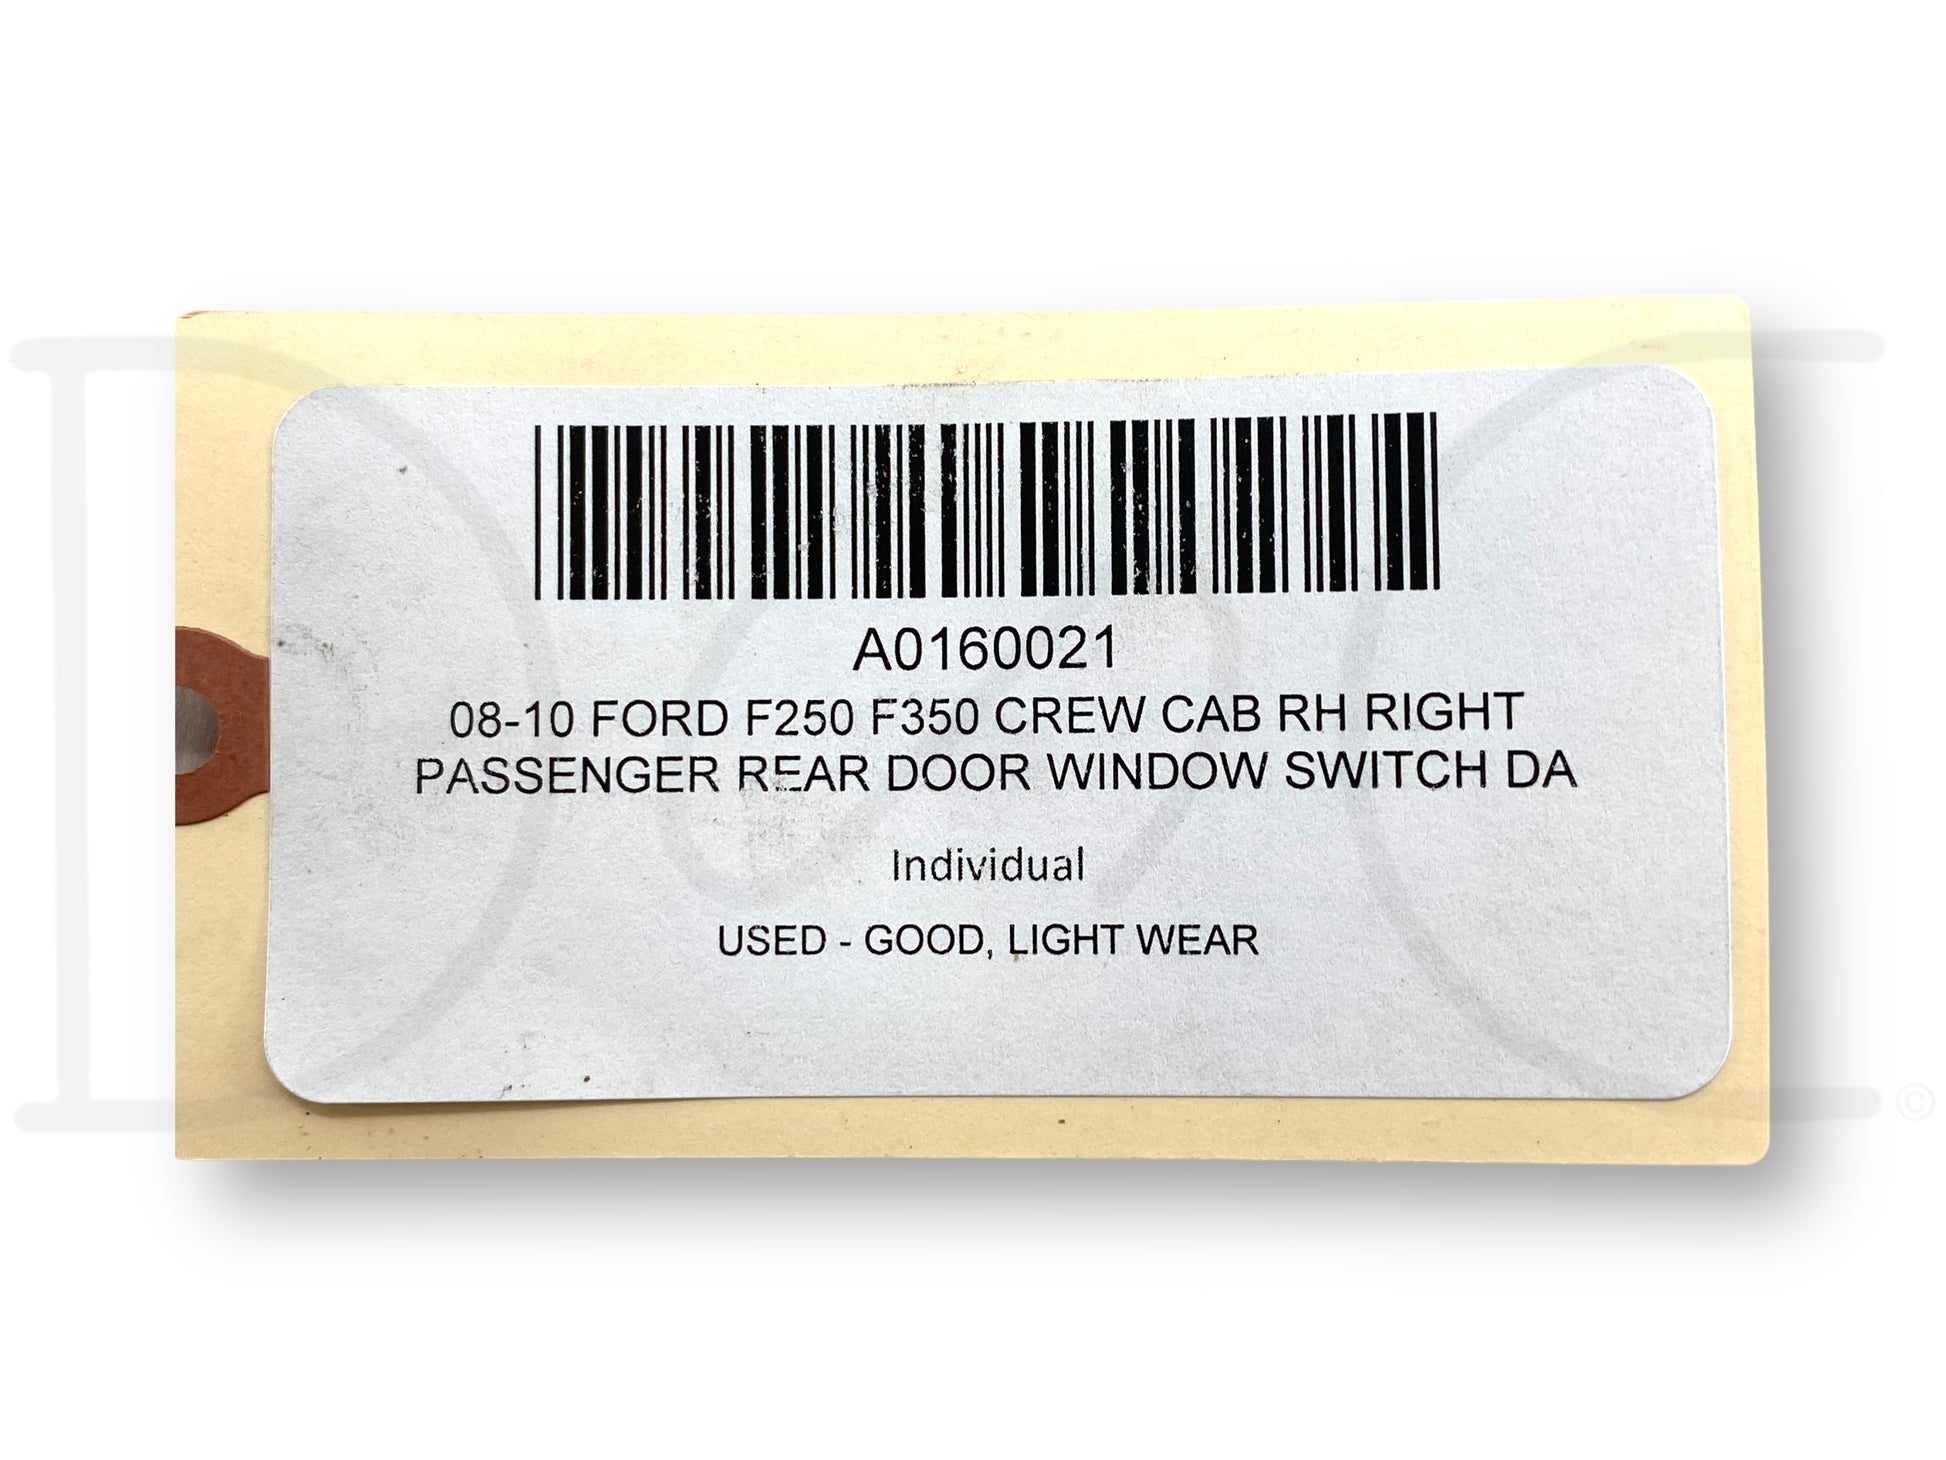 A0160021
08-10 FORD F250 F350 CREW CAB RH RIGHT
PASSENGER REAR DOOR WINDOW SWITCH DA
Individual
USED - GOOD, LIGHT WEAR
©